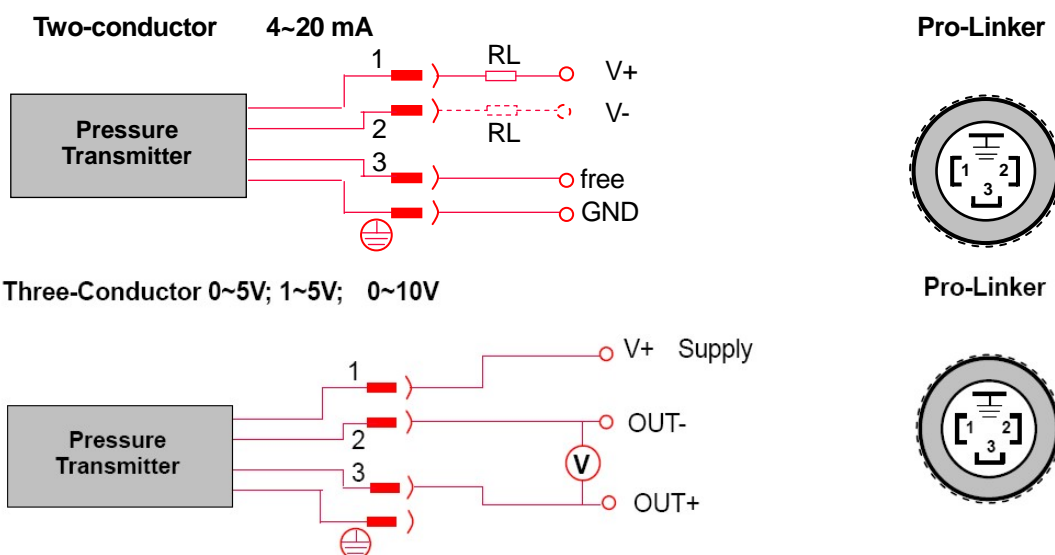 Two-conductor 4~20 mA
Pro-Linker
1
RL
V+
Pressure
Transmitter
2
RL
V-
3
free
GND
1 2
3
Three-Conductor 0~5V; 1~5V; 0~10V
Pro-Linker
1
V+ Supply
Pressure
Transmitter
2
OUT-
V
3
OUT+
1 2
3